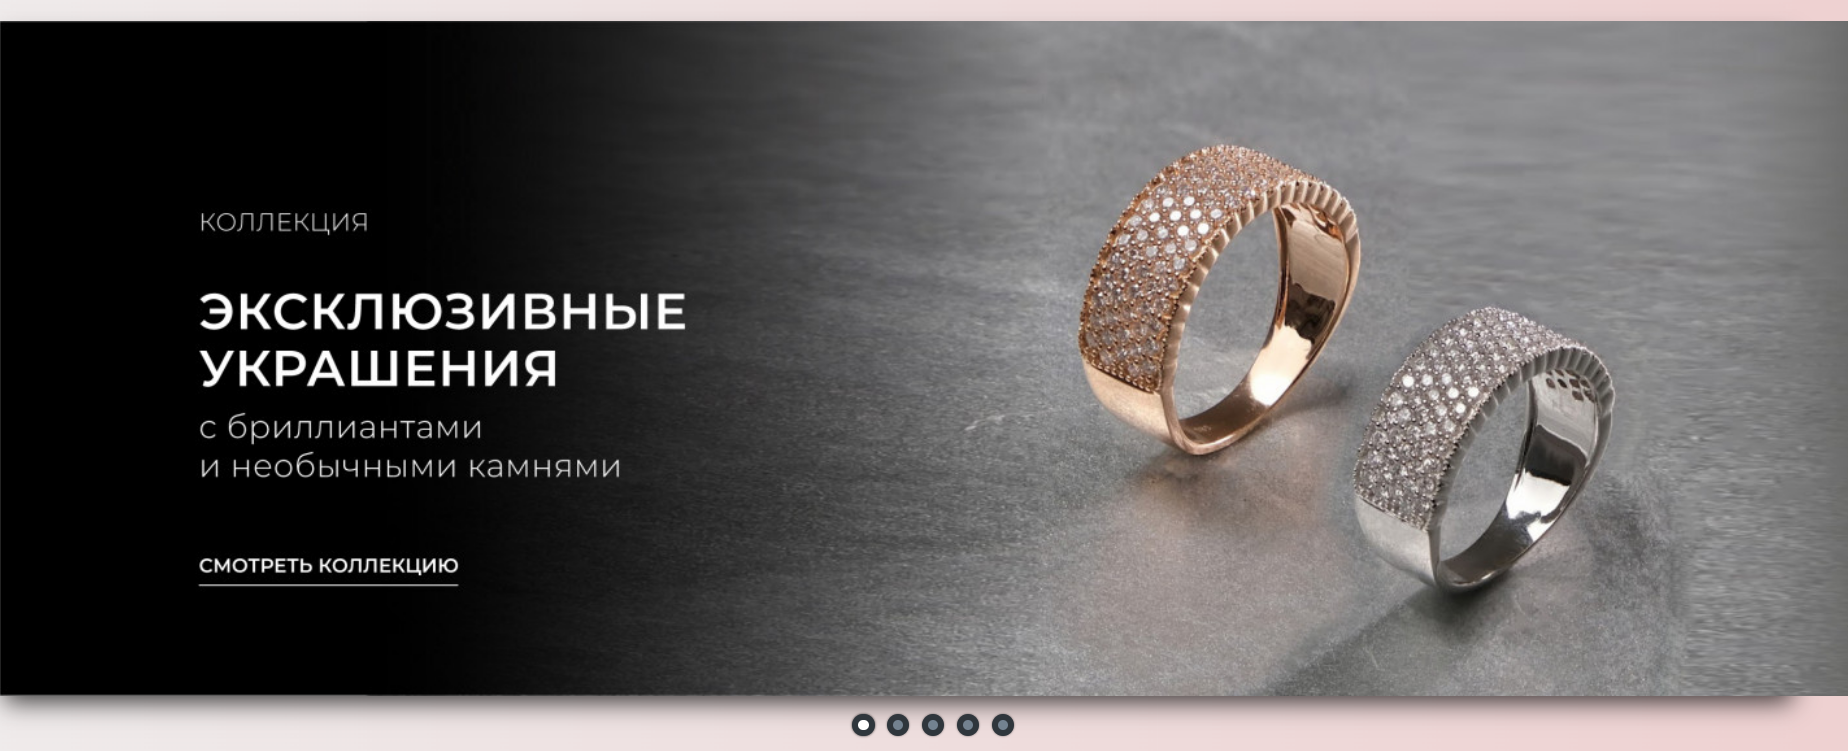 КОЛЛЕКЦИЯ
ЭКСКЛЮЗИВНЫЕ
УКРАШЕНИЯ
с бриллиантами
и необычными камнями
СМОТРЕТЬ КОЛЛЕКЦИЮ